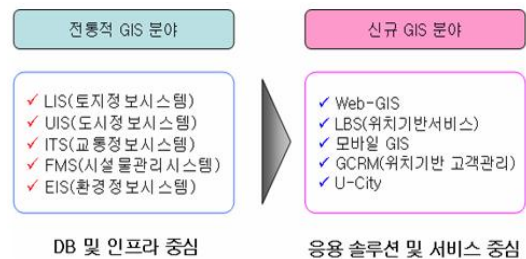 전통적 GIS 분야
신규 GIS 분야
✓ LIS(토지정보시스템)
✓ UIS(도시정보시스템)
✓ ITS(교통정보시스템)
✓ FMS(시설물관리시스템)
✓ EIS(환경정보시스템)
✓ Web-GIS
✓ LBS(위치기반서비스)
✓ 모바일 GIS
✓ GCRM(위치기반 고객관리)
✓ U-City
DB 및 인프라 중심
응용 솔루션 및 서비스 중심